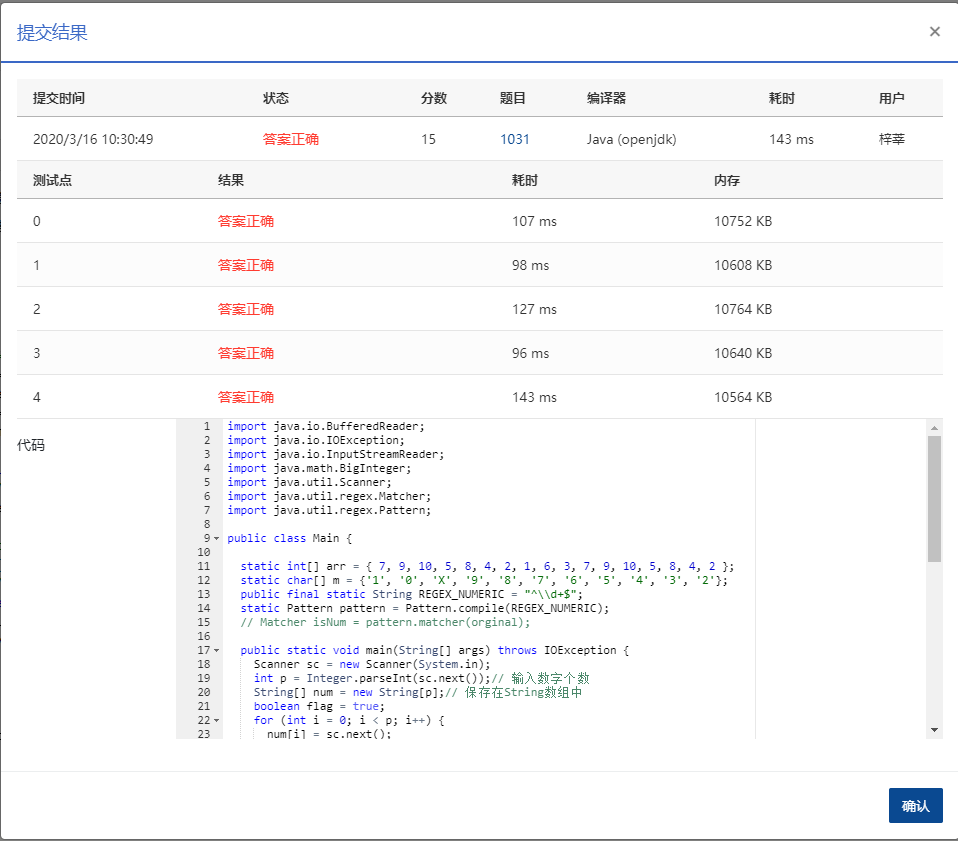 提交结果
×
提交时间 状态 分数 题目 编译器 耗时 用户
2020/3/16 10:30:49 答案正确 15 1031 Java (openjdk) 143 ms 梓莘
测试点 结果 耗时 内存
0 答案正确 107 ms 10752 KB
1 答案正确 98 ms 10608 KB
2 答案正确 127 ms 10764 KB
3 答案正确 96 ms 10640 KB
4 答案正确 143 ms 10564 KB
代码
1 import java.io.BufferedReader;
2 import java.io.IOException;
3 import java.io.InputStreamReader;
4 import java.math.BigInteger;
5 import java.util.Scanner;
6 import java.util.regex.Matcher;
7 import java.util.regex.Pattern;
8
9 public class Main {
10
11 static int[] arr = { 7, 9, 10, 5, 8, 4, 2, 1, 6, 3, 7, 9, 10, 5, 8, 4, 2 };
12 static char[] m = {'1', '0', 'X', '9', '8', '7', '6', '5', '4', '3', '2'};
13 public final static String REGEX_NUMERIC = "^\\d+$";
14 static Pattern pattern = Pattern.compile(REGEX_NUMERIC);
15 // Matcher isNum = pattern.matcher(orginal);
16
17 public static void main(String[] args) throws IOException {
18 Scanner sc = new Scanner(System.in);
19 int p = Integer.parseInt(sc.next());// 输入数字个数
20 String[] num = new String[p];// 保存在String数组中
21 boolean flag = true;
22 for (int i = 0; i < p; i++) {
23 num[i] = sc.next();
确认